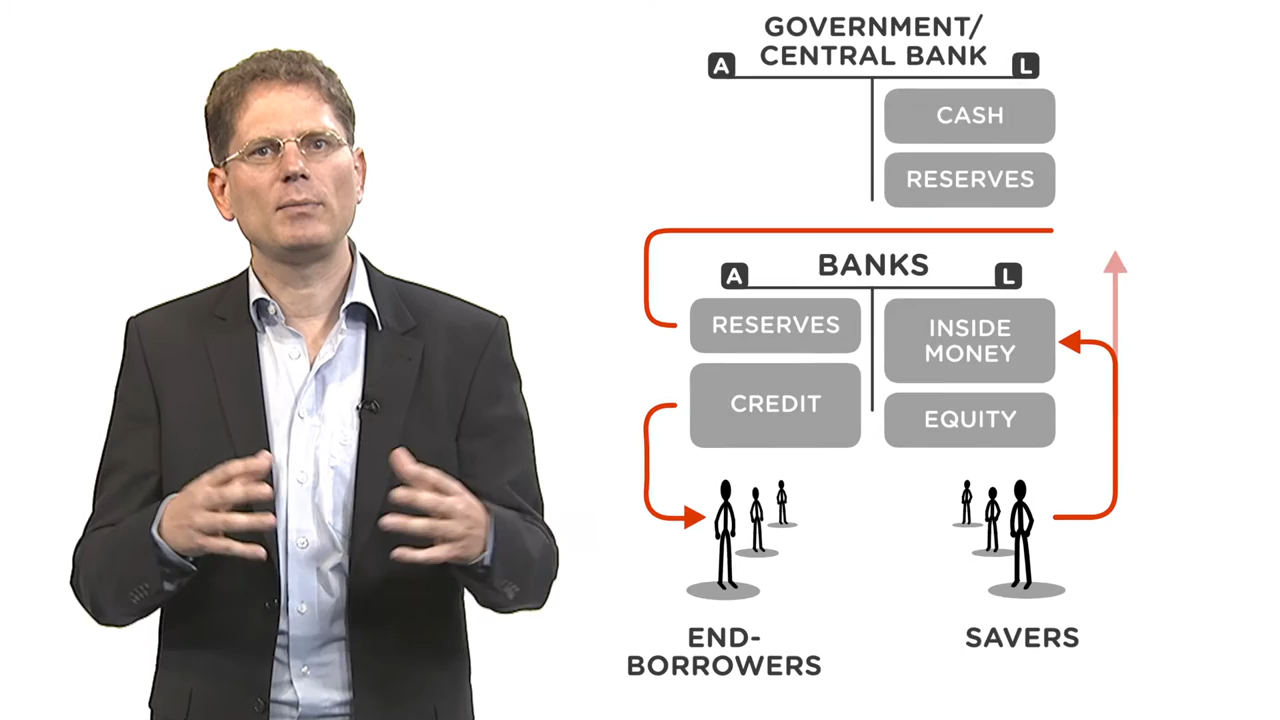 GOVERNMENT/
CENTRAL BANK
A
L
CASH
RESERVES
BANKS
A
L
RESERVES
INSIDE
MONEY
CREDIT
EQUITY
END-
BORROWERS
SAVERS